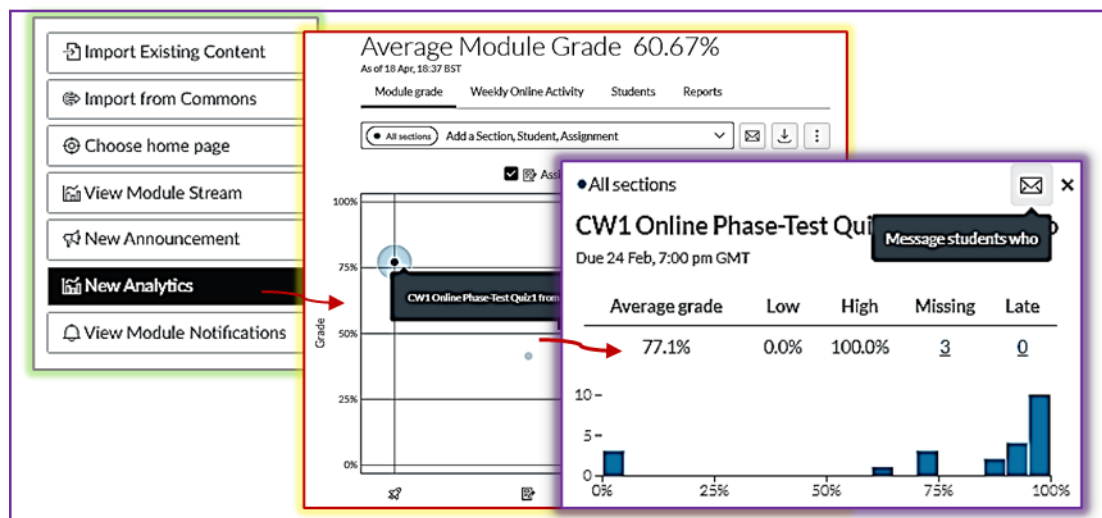 Import Existing Content
Import from Commons
Choose home page
View Module Stream
New Announcement
New Analytics
View Module Notifications
Average Module Grade 60.67%
As of 18 Apr, 18:37 BST
Module grade Weekly Online Activity Students Reports
All sections Add a Section, Student, Assignment
Assi
100%
75%
50%
25%
0%
Grade
CW1 Online Phase-Test Quiz1 from
All sections
CW1 Online Phase-Test Qui
Message students who
Due 24 Feb, 7:00 pm GMT
Average grade Low High Missing Late
77.1% 0.0% 100.0% 3 0
10
5
0
0% 25% 50% 75% 100%